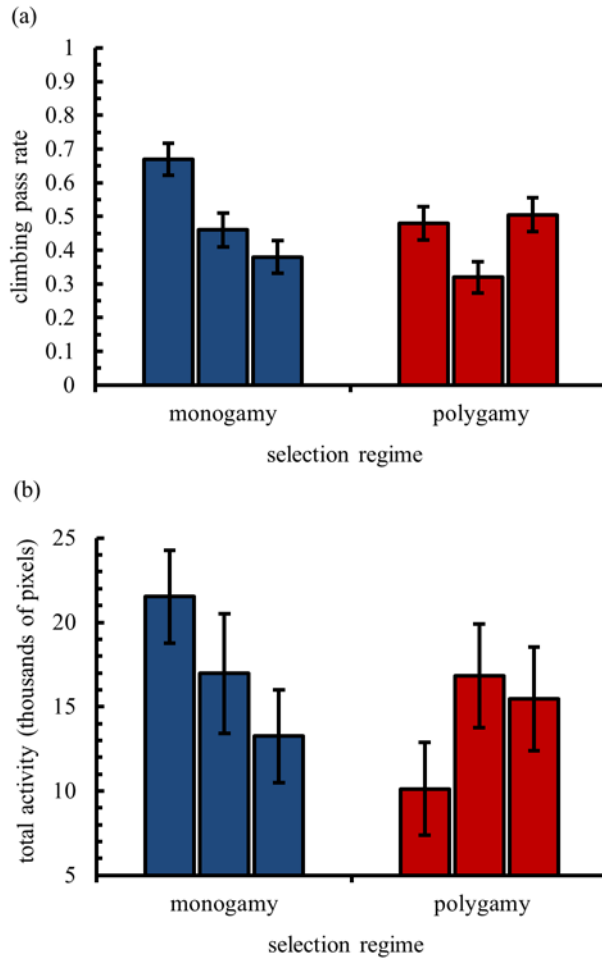 (a)
1
0.9
0.8
0.7
0.6
0.5
0.4
0.3
0.2
0.1
0
climbing pass rate
monogamy polygamy
selection regime
(b)
25
20
15
10
5
total activity (thousands of pixels)
monogamy polygamy
selection regime